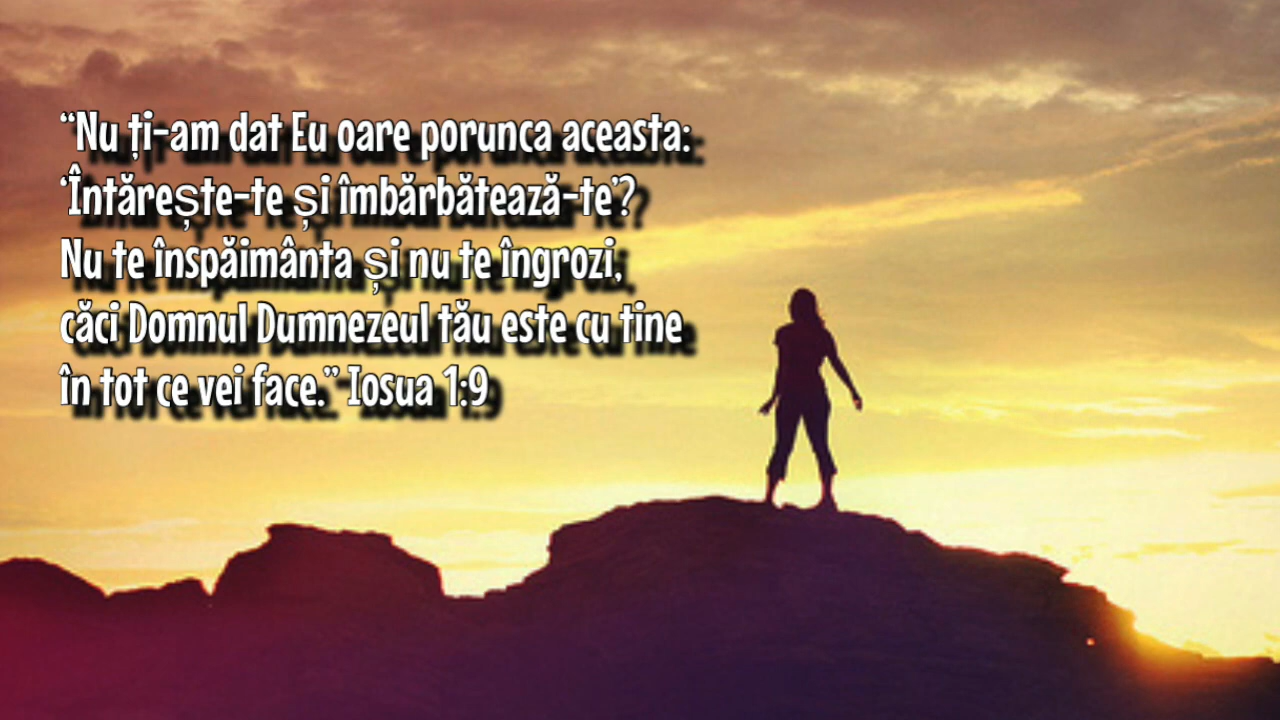 “Nu ți-am dat Eu oare porunca aceasta:
‘Întărește-te și îmbărbătează-te’?
Nu te înspăimânta și nu te îngrozi,
căci Domnul Dumnezeul tău este cu tine
în tot ce vei face.” Iosua 1:9